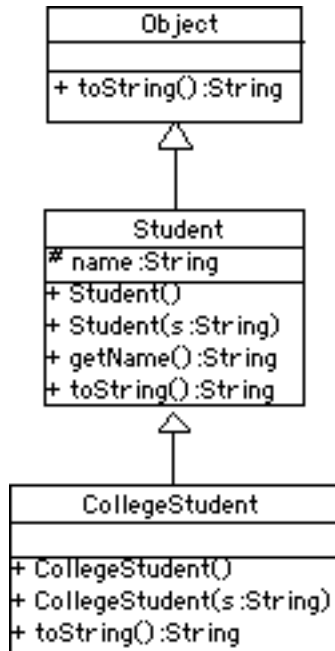 Object
+ toString() :String
Student
# name :String
+ Student()
+ Student(s :String)
+ getName() :String
+ toString() :String
CollegeStudent
+ CollegeStudent()
+ CollegeStudent(s :String)
+ toString() :String